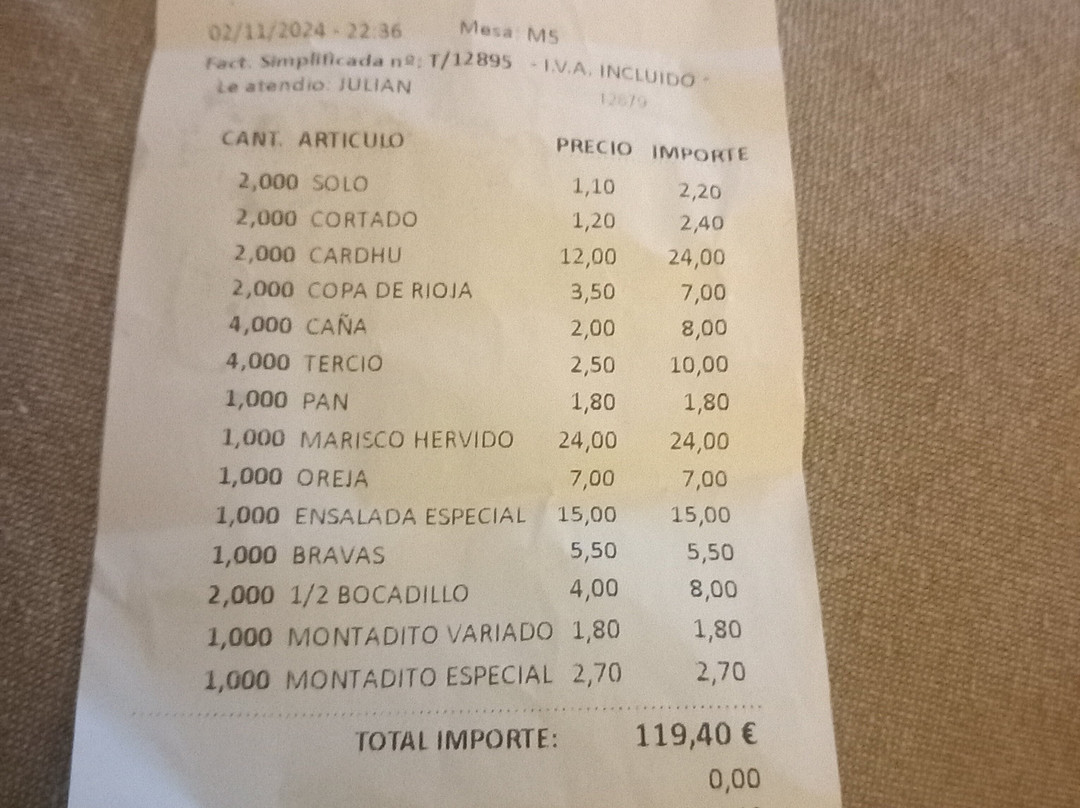 02/11/2024 - 22:36 Mesa: M5
Fact. Simplificada nº: T/12895 - I.V.A. INCLUIDO -
Le atendio: JULIAN 12679
CANT. ARTICULO PRECIO IMPORTE
2,000 SOLO 1,10 2,20
2,000 CORTADO 1,20 2,40
2,000 CARDHU 12,00 24,00
2,000 COPA DE RIOJA 3,50 7,00
4,000 CAÑA 2,00 8,00
4,000 TERCIO 2,50 10,00
1,000 PAN 1,80 1,80
1,000 MARISCO HERVIDO 24,00 24,00
1,000 OREJA 7,00 7,00
1,000 ENSALADA ESPECIAL 15,00 15,00
1,000 BRAVAS 5,50 5,50
2,000 1/2 BOCADILLO 4,00 8,00
1,000 MONTADITO VARIADO 1,80 1,80
1,000 MONTADITO ESPECIAL 2,70 2,70
TOTAL IMPORTE: 119,40 €
0,00